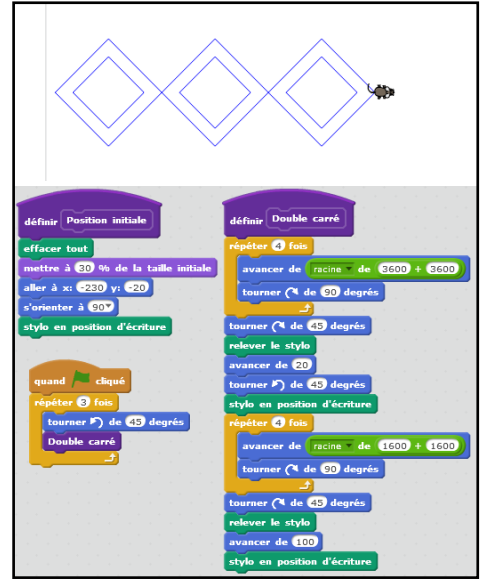 définir Position initiale
effacer tout
mettre à 30 % de la taille initiale
aller à x: -230 y: -20
s'orienter à 90
stylo en position d'écriture
quand cliqué
répéter 3 fois
tourner de 45 degrés
Double carré
définir Double carré
répéter 4 fois
avancer de racine de 3600 + 3600
tourner de 90 degrés
tourner de 45 degrés
relever le stylo
avancer de 20
tourner de 45 degrés
stylo en position d'écriture
répéter 4 fois
avancer de racine de 1600 + 1600
tourner de 90 degrés
tourner de 45 degrés
relever le stylo
avancer de 100
stylo en position d'écriture